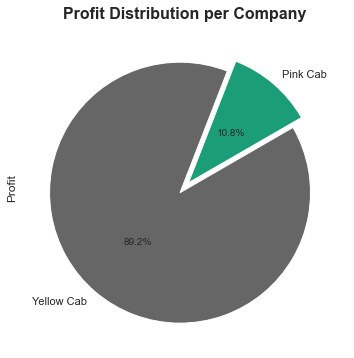 Profit Distribution per Company
Pink Cab
10.8%
Profit
89.2%
Yellow Cab